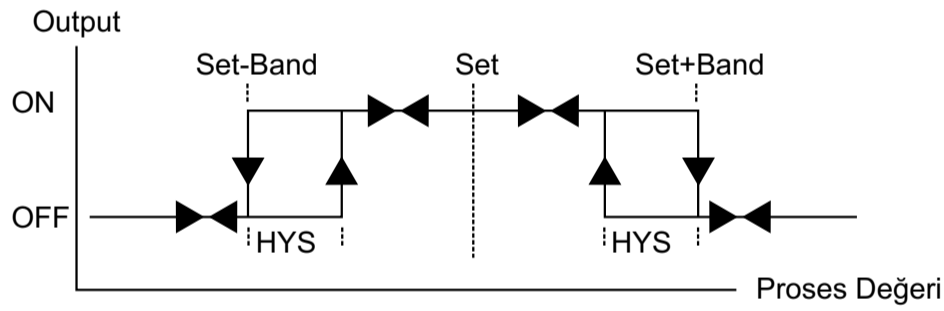 Output
Set-Band Set Set+Band
ON
OFF
HYS HYS
Proses Değeri